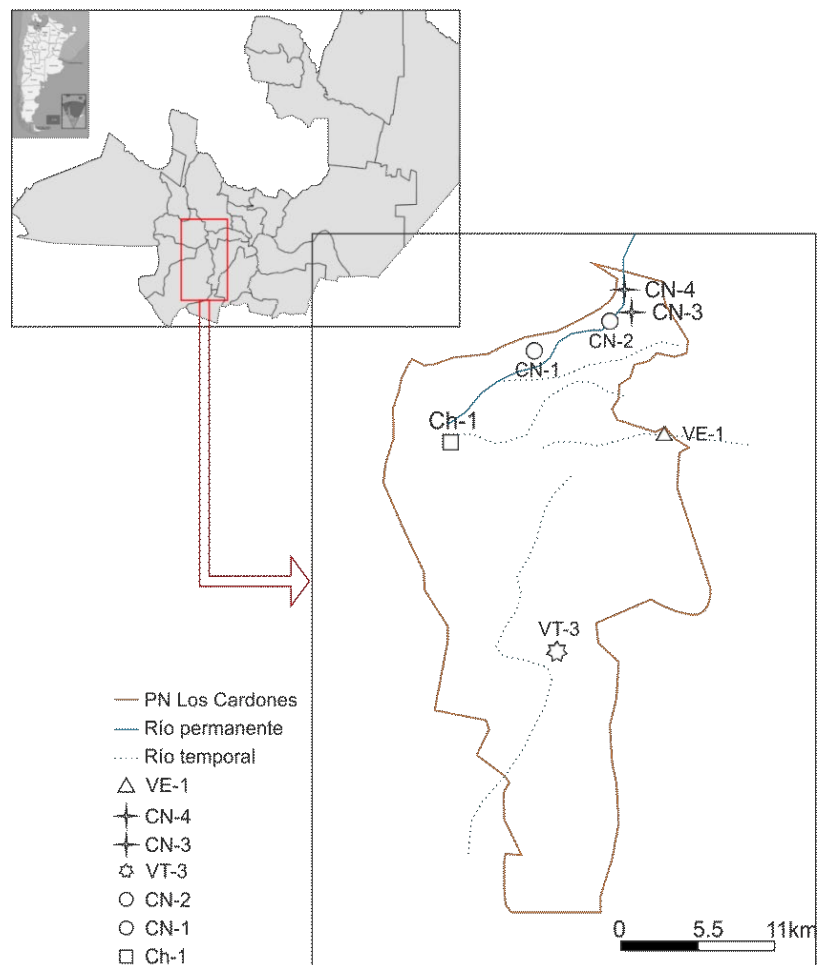 CN-4
CN-3
CN-2
CN-1
Ch-1
VE-1
VT-3
PN Los Cardones
Río permanente
Río temporal
VE-1
CN-4
CN-3
VT-3
CN-2
CN-1
Ch-1
0 5.5 11km